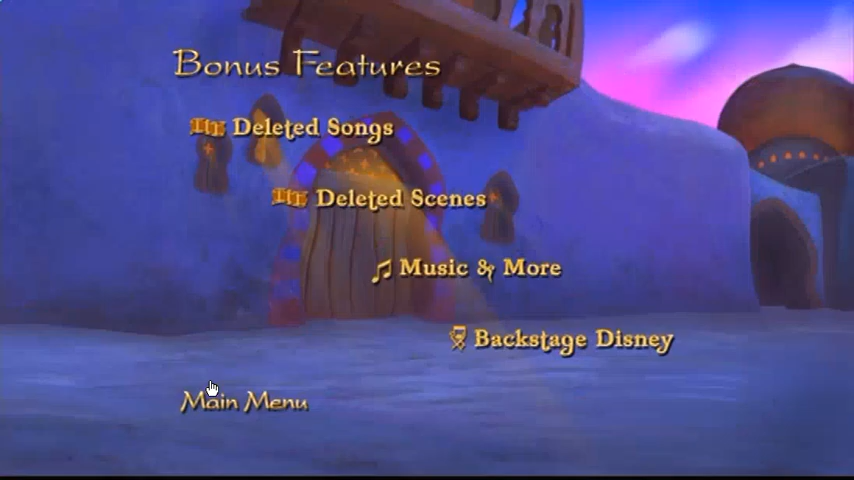 Bonus Features
Deleted Songs
Deleted Scenes
Music & More
Backstage Disney
Main Menu